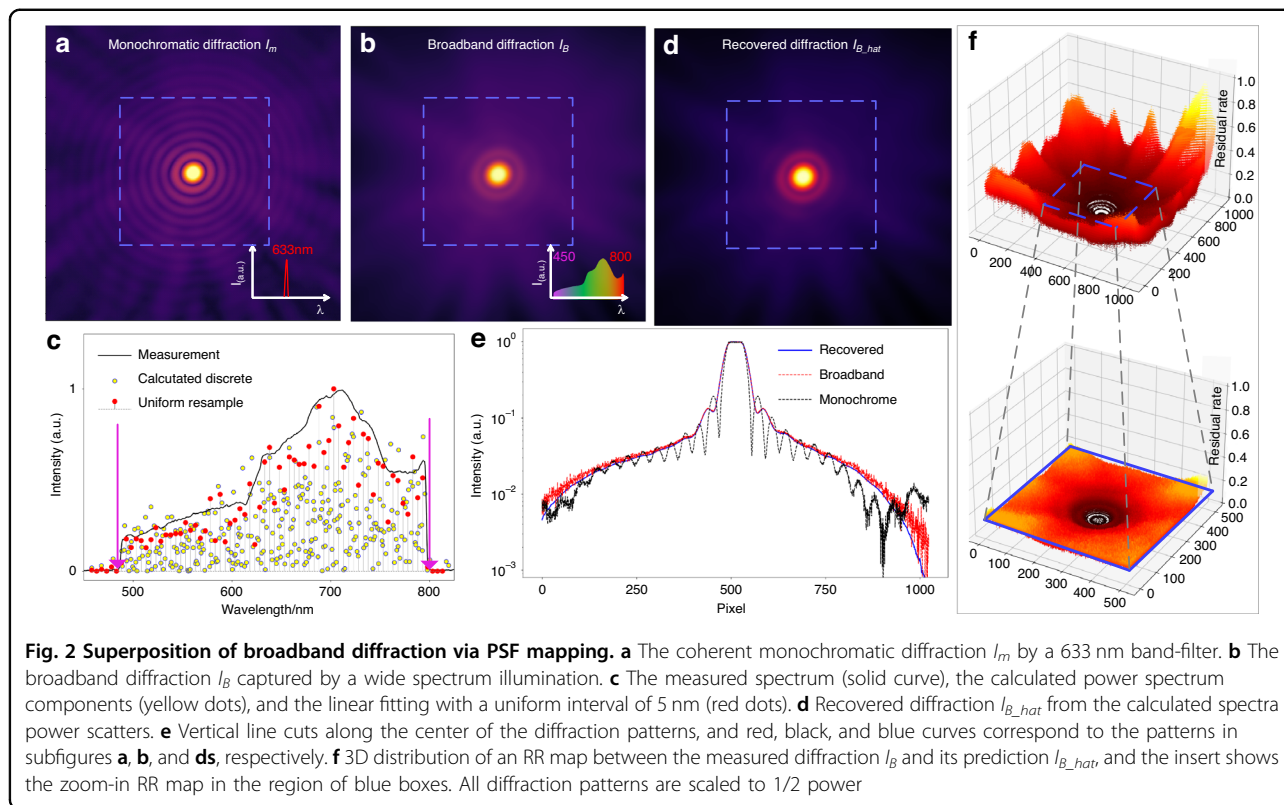 a
Monochromatic diffraction Im
633nm
I(a.u.)
λ
b
Broadband diffraction IB
450
800
I(a.u.)
λ
d
Recovered diffraction IB_hat
f
1.0
0.8
0.6
0.4
0.2
0.0
Residual rate
0
200
400
600
800
1000
0
200
400
600
800
1000
c
Measurement
Calcutated discrete
Uniform resample
1
0
Intensity (a.u.)
500
600
700
800
Wavelength/nm
e
Recovered
Broadband
Monochrome
10⁰
10⁻¹
10⁻²
10⁻³
Intensity (a.u.)
0
250
500
750
1000
Pixel
1.0
0.8
0.6
0.4
0.2
0.0
Residual rate
0
100
200
300
400
500
0
100
200
300
400
500
Fig. 2 Superposition of broadband diffraction via PSF mapping. a The coherent monochromatic diffraction Im by a 633 nm band-filter. b The
broadband diffraction IB captured by a wide spectrum illumination. c The measured spectrum (solid curve), the calculated power spectrum
components (yellow dots), and the linear fitting with a uniform interval of 5 nm (red dots). d Recovered diffraction IB_hat from the calculated spectra
power scatters. e Vertical line cuts along the center of the diffraction patterns, and red, black, and blue curves correspond to the patterns in
subfigures a, b, and ds, respectively. f 3D distribution of an RR map between the measured diffraction IB and its prediction IB_hat, and the insert shows
the zoom-in RR map in the region of blue boxes. All diffraction patterns are scaled to 1/2 power